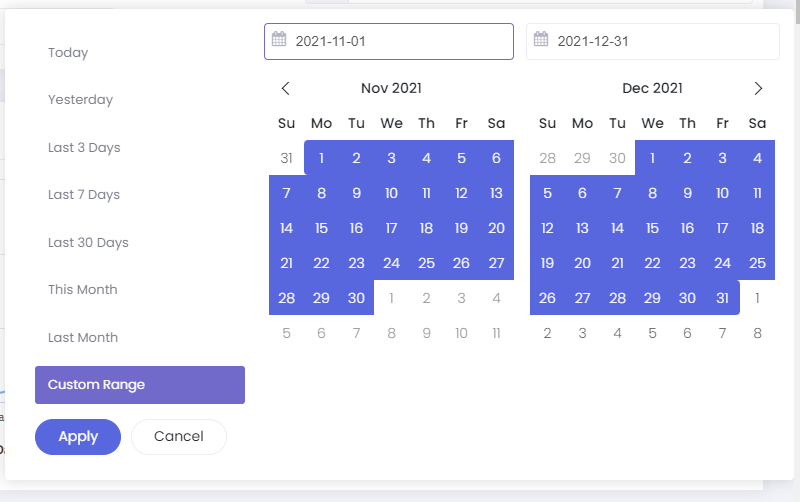 Today
Yesterday
Last 3 Days
Last 7 Days
Last 30 Days
This Month
Last Month
Custom Range
Apply Cancel
2021-11-01
Nov 2021
Su Mo Tu We Th Fr Sa
31 1 2 3 4 5 6
7 8 9 10 11 12 13
14 15 16 17 18 19 20
21 22 23 24 25 26 27
28 29 30 1 2 3 4
5 6 7 8 9 10 11
2021-12-31
Dec 2021
Su Mo Tu We Th Fr Sa
28 29 30 1 2 3 4
5 6 7 8 9 10 11
12 13 14 15 16 17 18
19 20 21 22 23 24 25
26 27 28 29 30 31 1
2 3 4 5 6 7 8